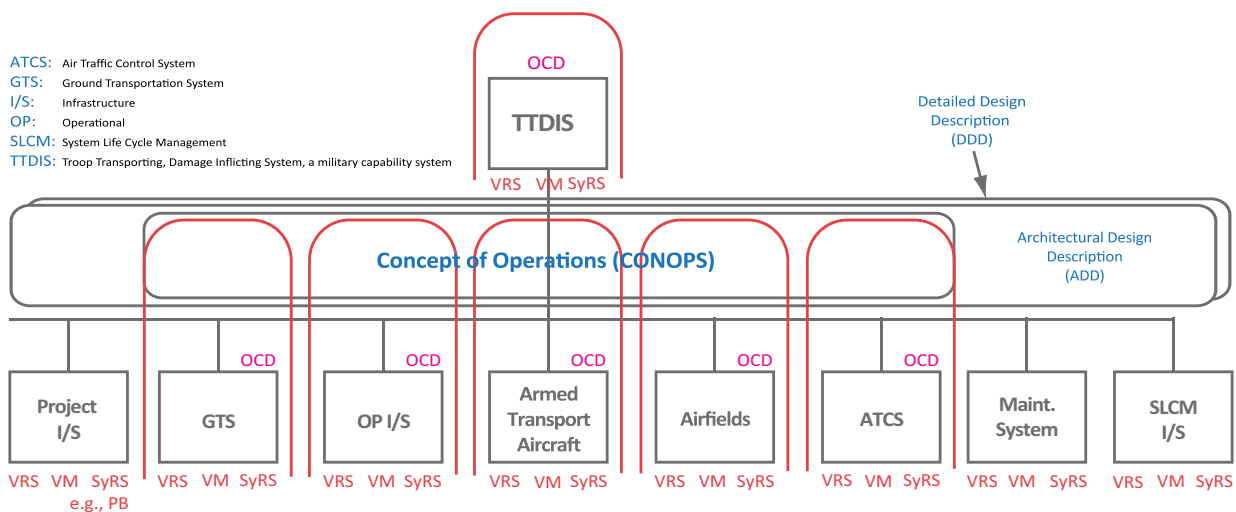 OCD
TTDIS
VRS VM SyRS
ATCS: Air Traffic Control System
GTS: Ground Transportation System
I/S: Infrastructure
OP: Operational
SLCM: System Life Cycle Management
TTDIS: Troop Transporting, Damage Inflicting System, a military capability system
Detailed Design
Description
(DDD)
Concept of Operations (CONOPS)
Architectural Design
Description
(ADD)
Project
I/S
VRS VM SyRS
e.g., PB
OCD
GTS
VRS VM SyRS
OCD
OP I/S
VRS VM SyRS
OCD
Armed
Transport
Aircraft
VRS VM SyRS
OCD
Airfields
VRS VM SyRS
OCD
ATCS
VRS VM SyRS
Maint.
System
VRS VM SyRS
SLCM
I/S
VRS VM SyRS